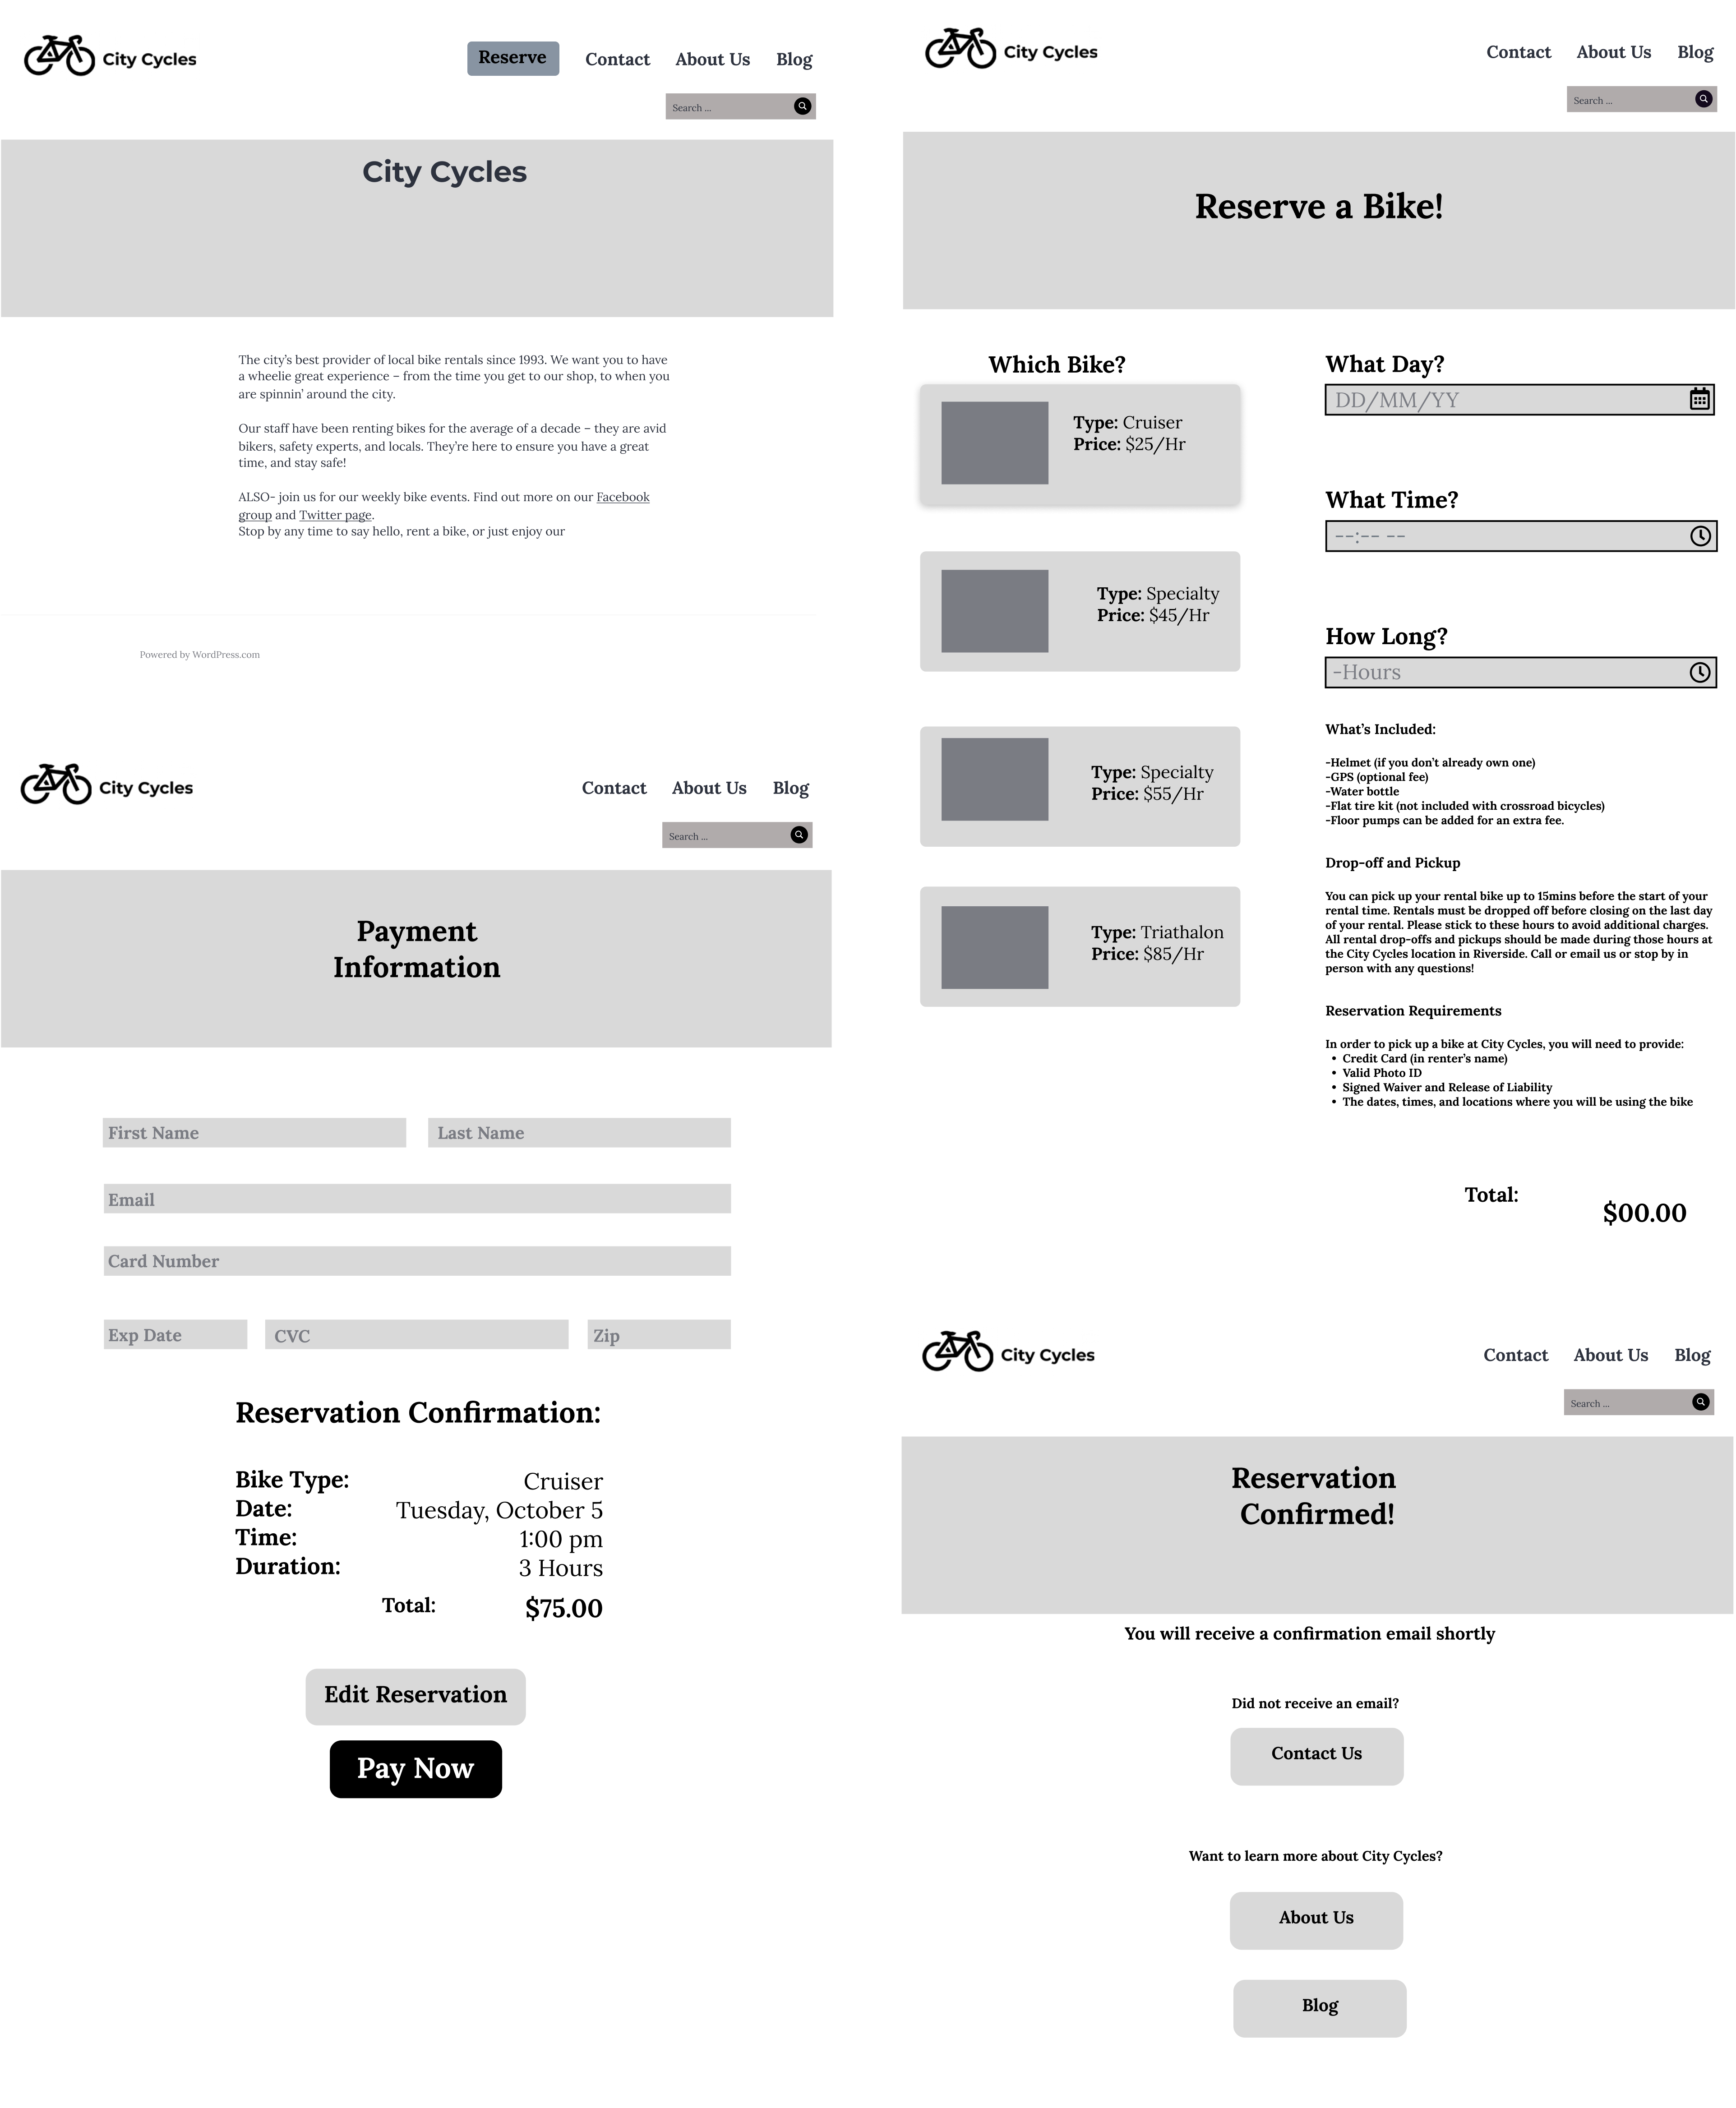 City Cycles
Reserve
Contact
About Us
Blog
Search ...
City Cycles
The city’s best provider of local bike rentals since 1993. We want you to have
a wheelie great experience – from the time you get to our shop, to when you
are spinnin’ around the city.
Our staff have been renting bikes for the average of a decade – they are avid
bikers, safety experts, and locals. They’re here to ensure you have a great
time, and stay safe!
ALSO- join us for our weekly bike events. Find out more on our Facebook
group and Twitter page.
Stop by any time to say hello, rent a bike, or just enjoy our
Powered by WordPress.com
City Cycles
Contact
About Us
Blog
Search ...
Reserve a Bike!
Which Bike?
Type: Cruiser
Price: $25/Hr
Type: Specialty
Price: $45/Hr
Type: Specialty
Price: $55/Hr
Type: Triathalon
Price: $85/Hr
What Day?
DD/MM/YY
What Time?
--:-- --
How Long?
-Hours
What’s Included:
-Helmet (if you don’t already own one)
-GPS (optional fee)
-Water bottle
-Flat tire kit (not included with crossroad bicycles)
-Floor pumps can be added for an extra fee.
Drop-off and Pickup
You can pick up your rental bike up to 15mins before the start of your
rental time. Rentals must be dropped off before closing on the last day
of your rental. Please stick to these hours to avoid additional charges.
All rental drop-offs and pickups should be made during those hours at
the City Cycles location in Riverside. Call or email us or stop by in
person with any questions!
Reservation Requirements
In order to pick up a bike at City Cycles, you will need to provide:
• Credit Card (in renter’s name)
• Valid Photo ID
• Signed Waiver and Release of Liability
• The dates, times, and locations where you will be using the bike
Total:
$00.00
City Cycles
Contact
About Us
Blog
Search ...
Payment
Information
First Name
Last Name
Email
Card Number
Exp Date
CVC
Zip
Reservation Confirmation:
Bike Type: Cruiser
Date: Tuesday, October 5
Time: 1:00 pm
Duration: 3 Hours
Total: $75.00
Edit Reservation
Pay Now
City Cycles
Contact
About Us
Blog
Search ...
Reservation
Confirmed!
You will receive a confirmation email shortly
Did not receive an email?
Contact Us
Want to learn more about City Cycles?
About Us
Blog